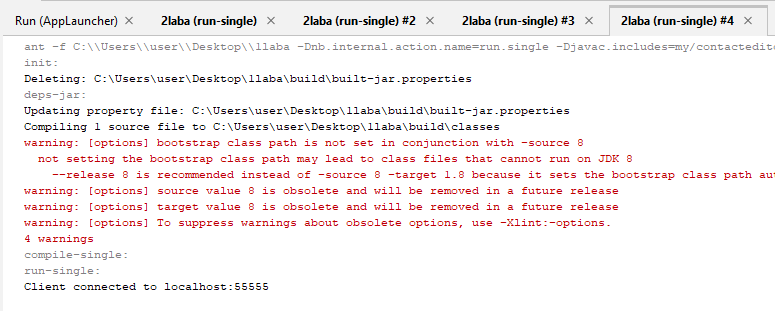 Run (AppLauncher) × 2laba (run-single) × 2laba (run-single) #2 × 2laba (run-single) #3 × 2laba (run-single) #4 ×
ant -f C:\\Users\\user\\Desktop\\llaba -Dnb.internal.action.name=run.single -Djavac.includes=my/contactedito
init:
Deleting: C:\Users\user\Desktop\llaba\build\built-jar.properties
deps-jar:
Updating property file: C:\Users\user\Desktop\llaba\build\built-jar.properties
Compiling 1 source file to C:\Users\user\Desktop\llaba\build\classes
warning: [options] bootstrap class path is not set in conjunction with -source 8
not setting the bootstrap class path may lead to class files that cannot run on JDK 8
--release 8 is recommended instead of -source 8 -target 1.8 because it sets the bootstrap class path aut
warning: [options] source value 8 is obsolete and will be removed in a future release
warning: [options] target value 8 is obsolete and will be removed in a future release
warning: [options] To suppress warnings about obsolete options, use -Xlint:-options.
4 warnings
compile-single:
run-single:
Client connected to localhost:55555